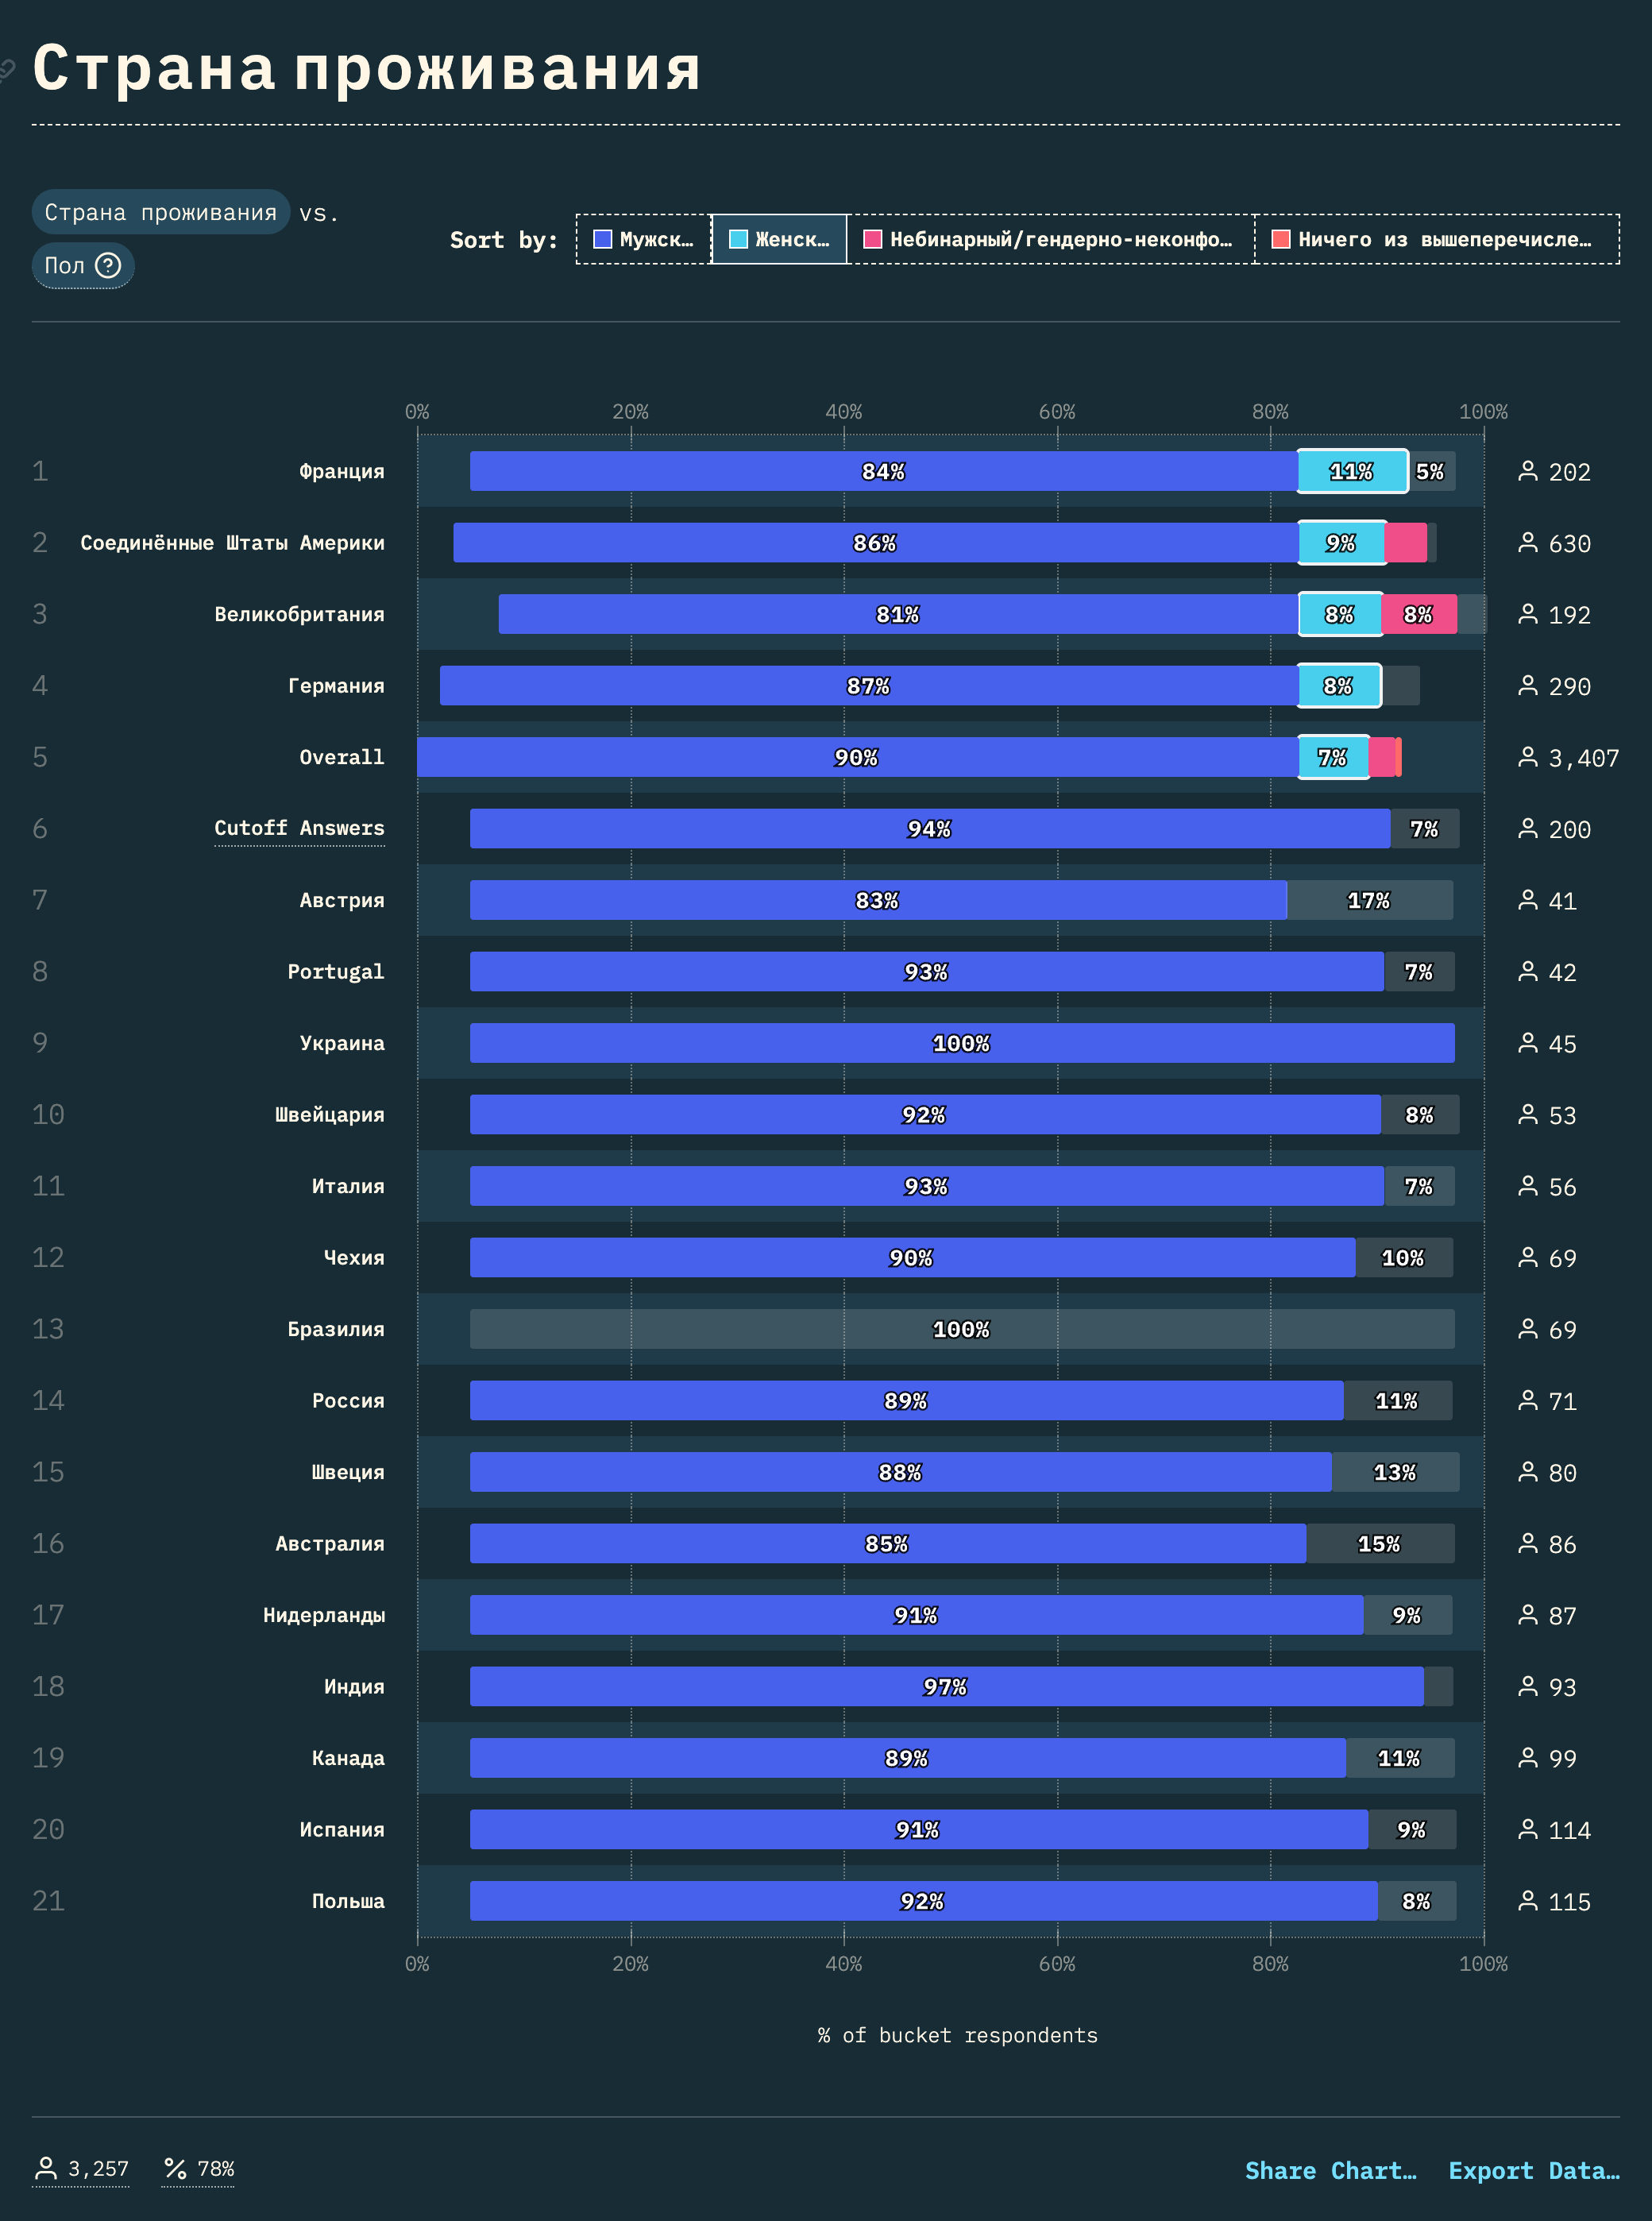 Страна проживания
Страна проживания vs.
Пол ?
Sort by: Мужск… Женск… Небинарный/гендерно-неконфо… Ничего из вышеперечисле…
0% 20% 40% 60% 80% 100%
1 Франция 84% 11% 5% 202
2 Соединённые Штаты Америки 86% 9% 630
3 Великобритания 81% 8% 8% 192
4 Германия 87% 8% 290
5 Overall 90% 7% 3,407
6 Cutoff Answers 94% 7% 200
7 Австрия 83% 17% 41
8 Portugal 93% 7% 42
9 Украина 100% 45
10 Швейцария 92% 8% 53
11 Италия 93% 7% 56
12 Чехия 90% 10% 69
13 Бразилия 100% 69
14 Россия 89% 11% 71
15 Швеция 88% 13% 80
16 Австралия 85% 15% 86
17 Нидерланды 91% 9% 87
18 Индия 97% 93
19 Канада 89% 11% 99
20 Испания 91% 9% 114
21 Польша 92% 8% 115
0% 20% 40% 60% 80% 100%
% of bucket respondents
3,257 % 78% Share Chart… Export Data…